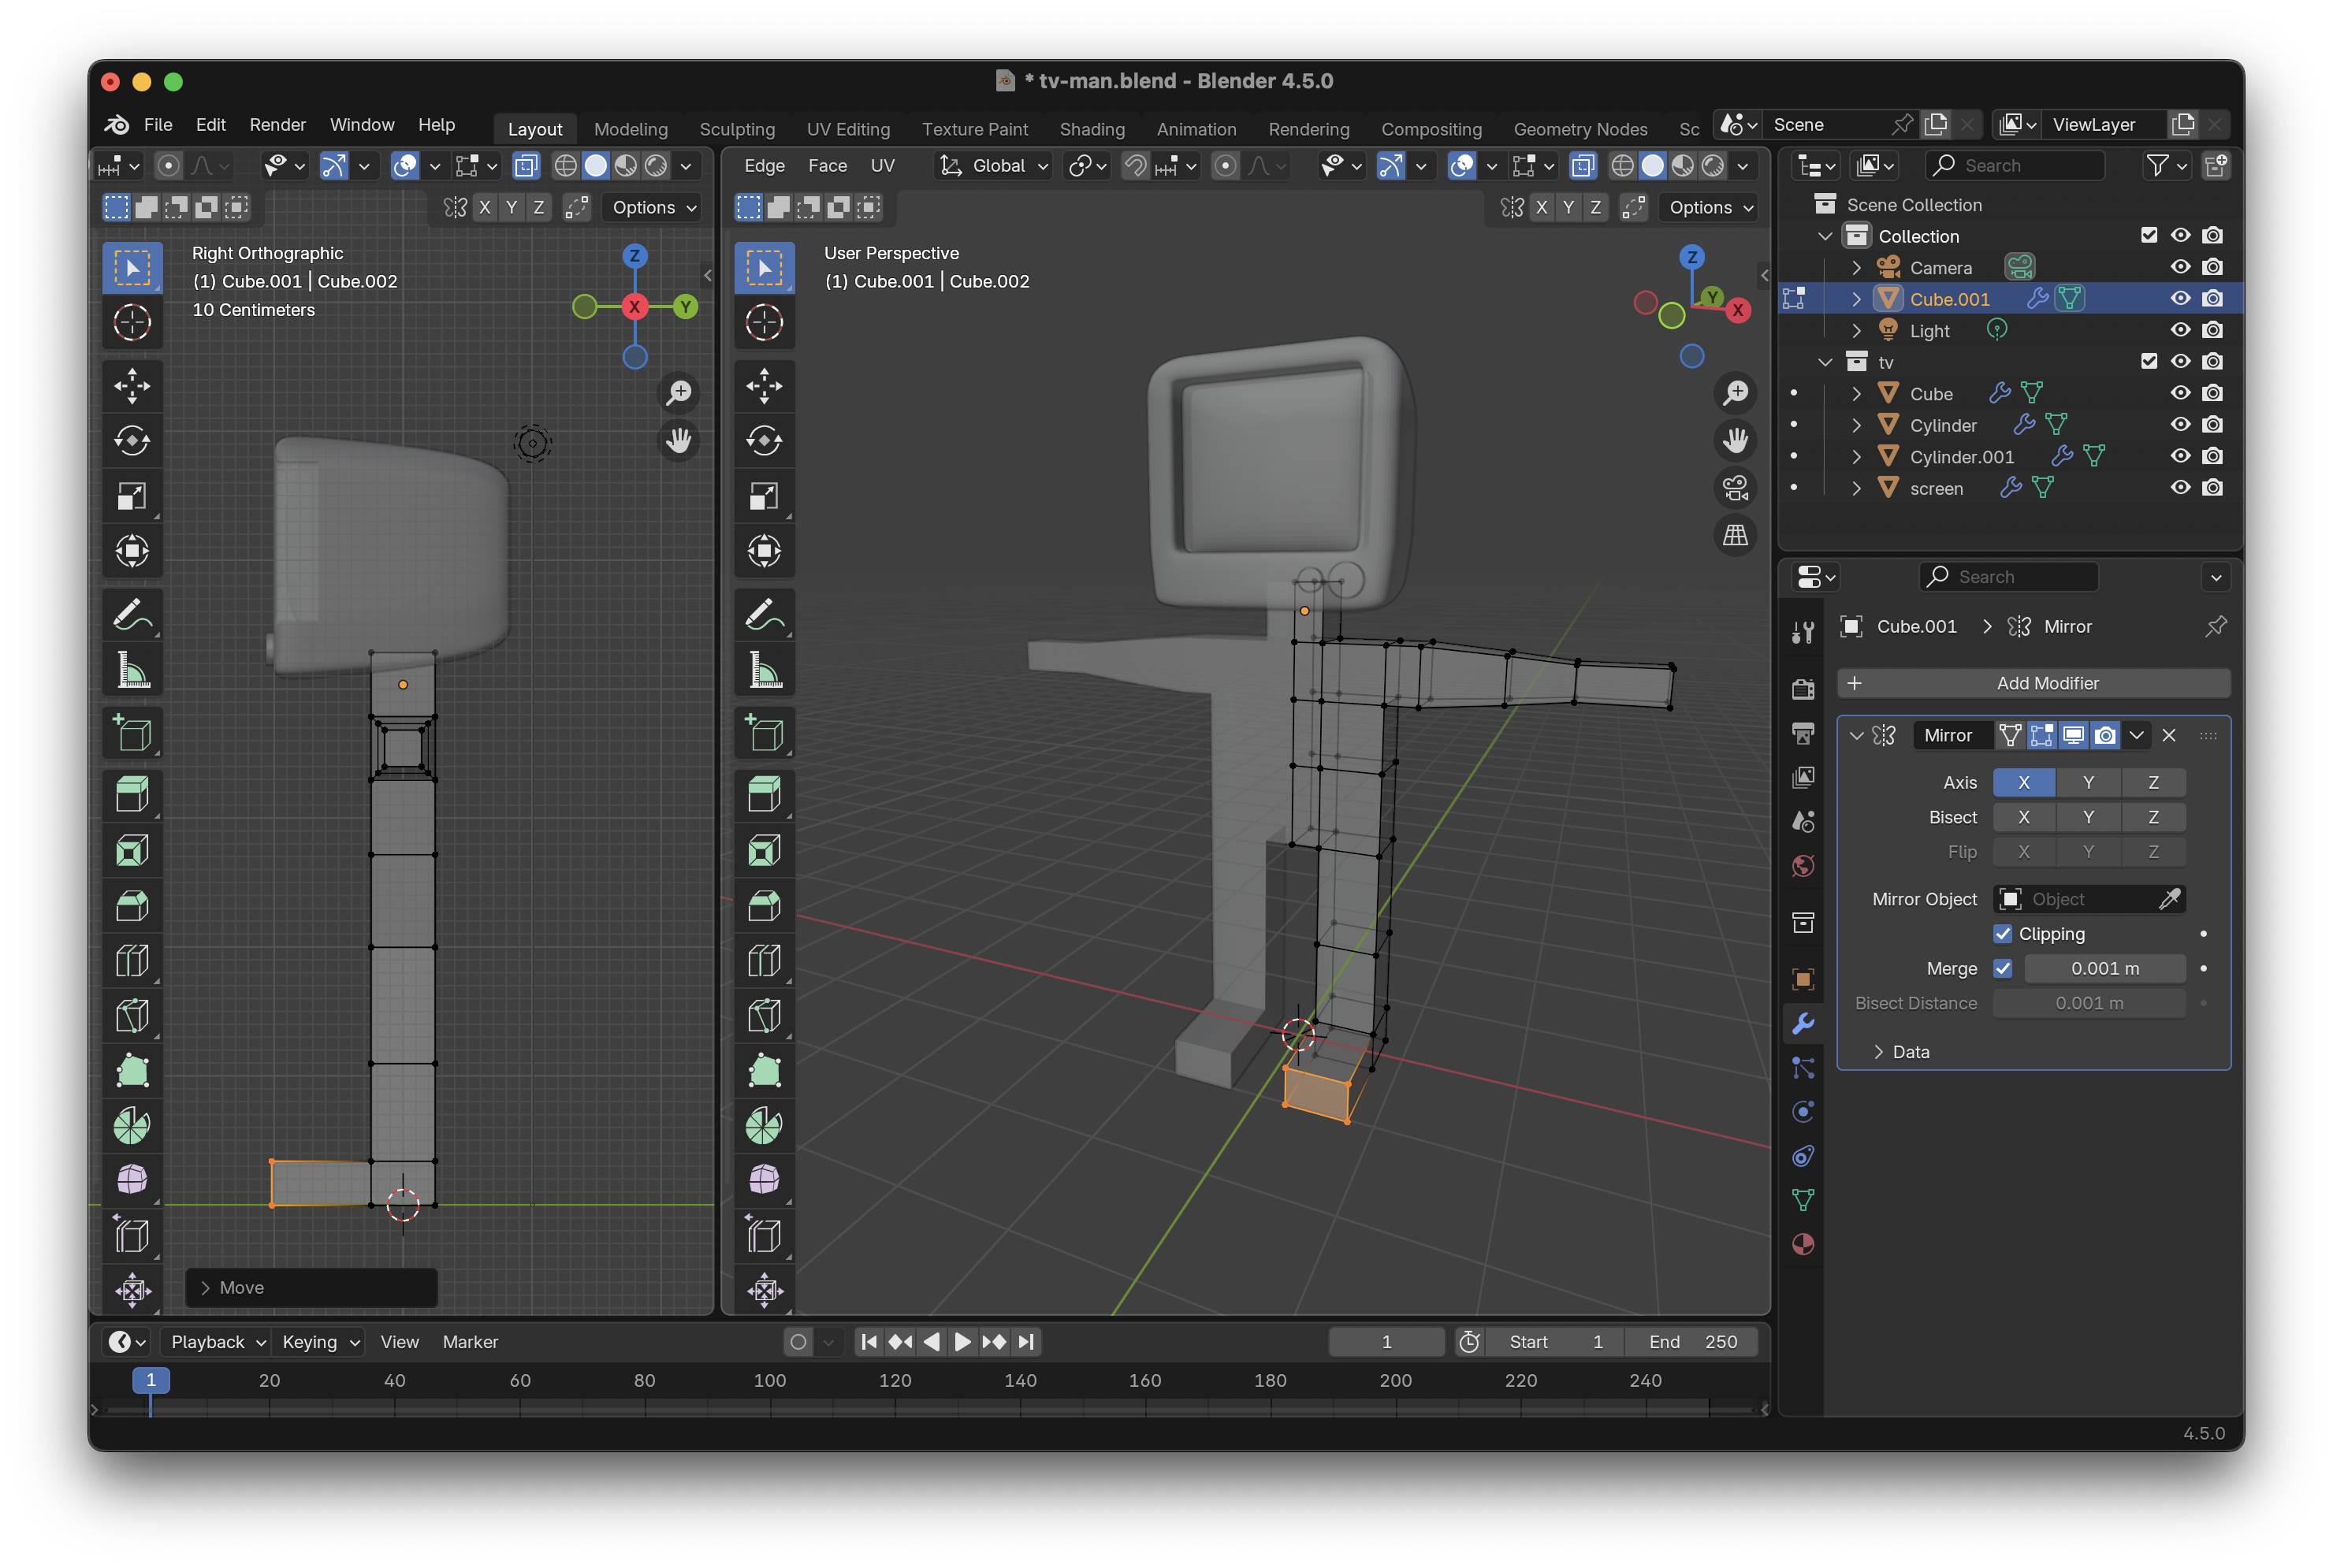 * tv-man.blend - Blender 4.5.0
File Edit Render Window Help Layout Modeling Sculpting UV Editing Texture Paint Shading Animation Rendering Compositing Geometry Nodes Sc Scene ViewLayer
Edge Face UV Global Search
X Y Z Options X Y Z Options
Scene Collection
Right Orthographic
(1) Cube.001 | Cube.002
10 Centimeters
Z
X
Y
User Perspective
(1) Cube.001 | Cube.002
Z
Y
X
Collection
Camera
Cube.001
Light
tv
Cube
Cylinder
Cylinder.001
screen
Search
Cube.001 Mirror
Add Modifier
Mirror
Axis X Y Z
Bisect X Y Z
Flip X Y Z
Mirror Object Object
Clipping
Merge 0.001 m
Bisect Distance 0.001 m
Data
Move
Playback Keying View Marker 1 Start 1 End 250
1 20 40 60 80 100 120 140 160 180 200 220 240
4.5.0